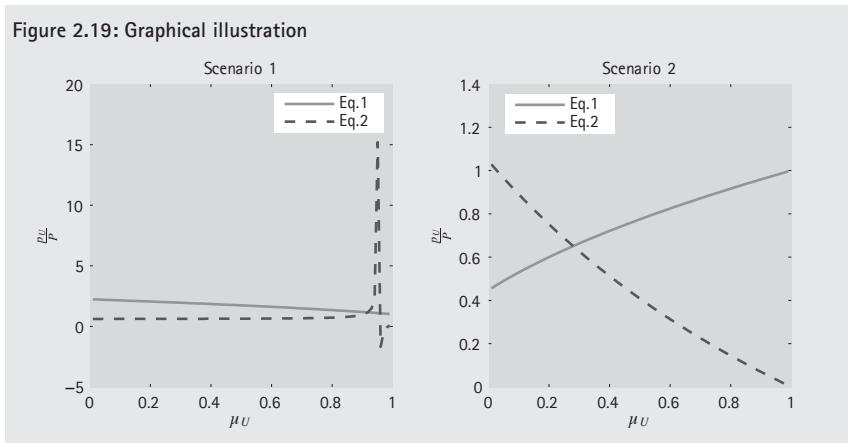 Figure 2.19: Graphical illustration
Scenario 1
20
15
10
5
0
−5
0 0.2 0.4 0.6 0.8 1
p_U/P
μ_U
Eq.1
Eq.2
Scenario 2
1.4
1.2
1
0.8
0.6
0.4
0.2
0
0 0.2 0.4 0.6 0.8 1
p_U/P
μ_U
Eq.1
Eq.2